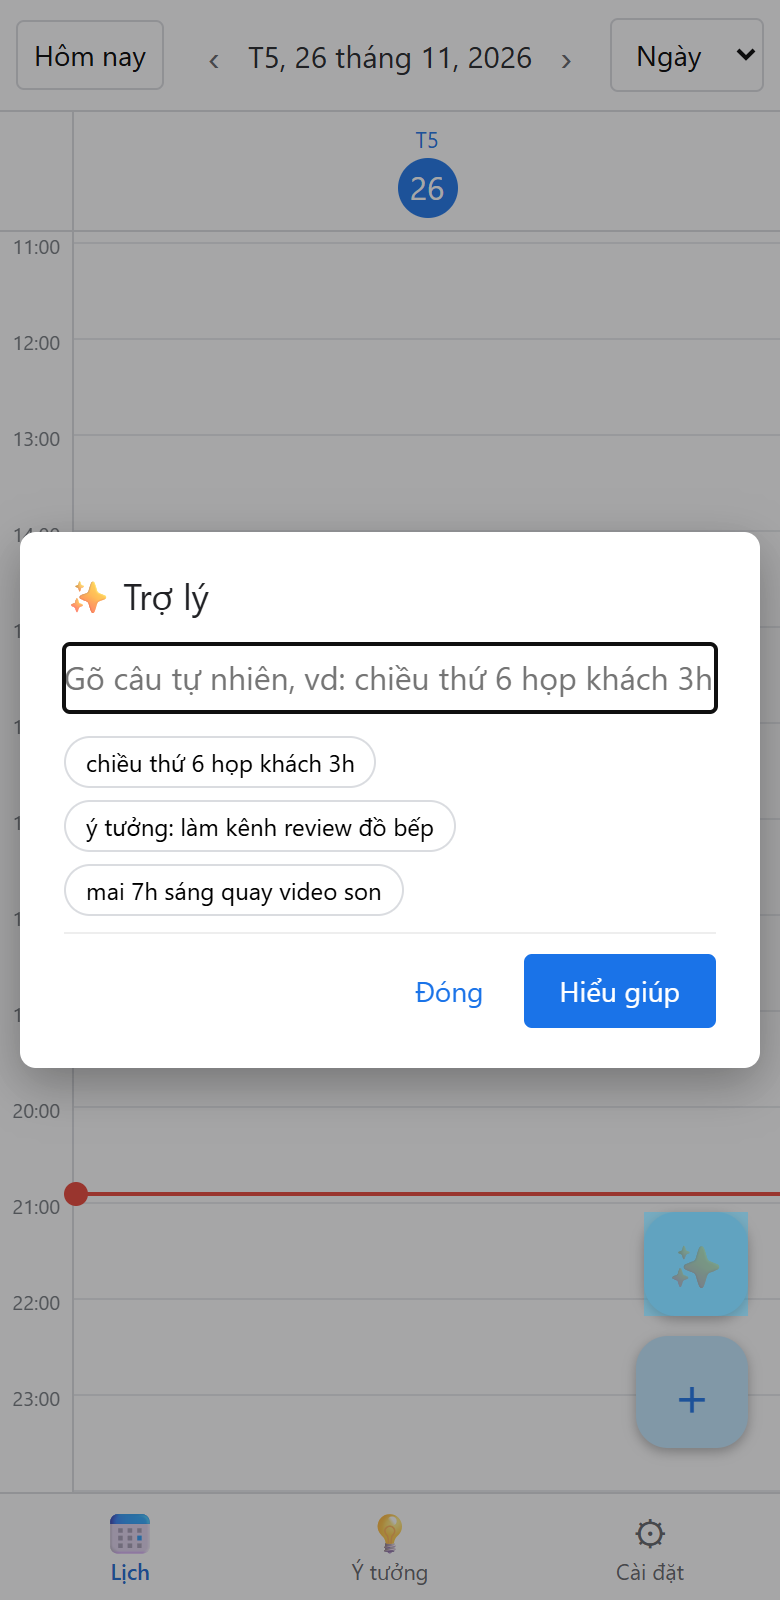 Hôm nay
‹ T5, 26 tháng 11, 2026 ›
Ngày
T5
26
11:00
12:00
13:00
✨ Trợ lý
Gõ câu tự nhiên, vd: chiều thứ 6 họp khách 3h
chiều thứ 6 họp khách 3h
ý tưởng: làm kênh review đồ bếp
mai 7h sáng quay video son
Đóng
Hiểu giúp
20:00
21:00
22:00
23:00
+
Lịch
Ý tưởng
Cài đặt